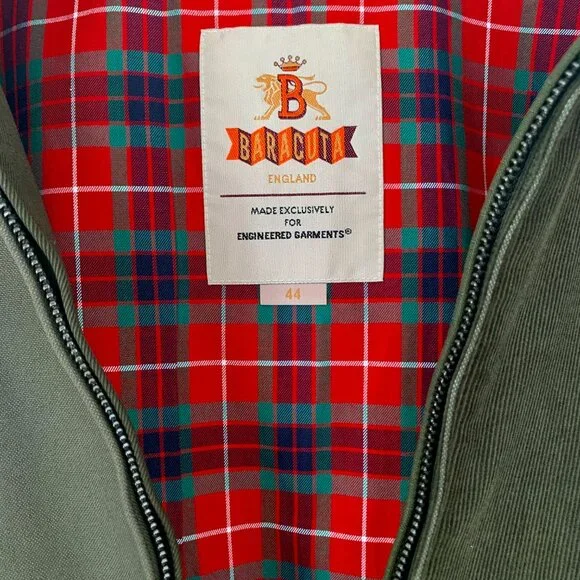 B
BARACUTA
ENGLAND
MADE EXCLUSIVELY
FOR
ENGINEERED GARMENTS®
44